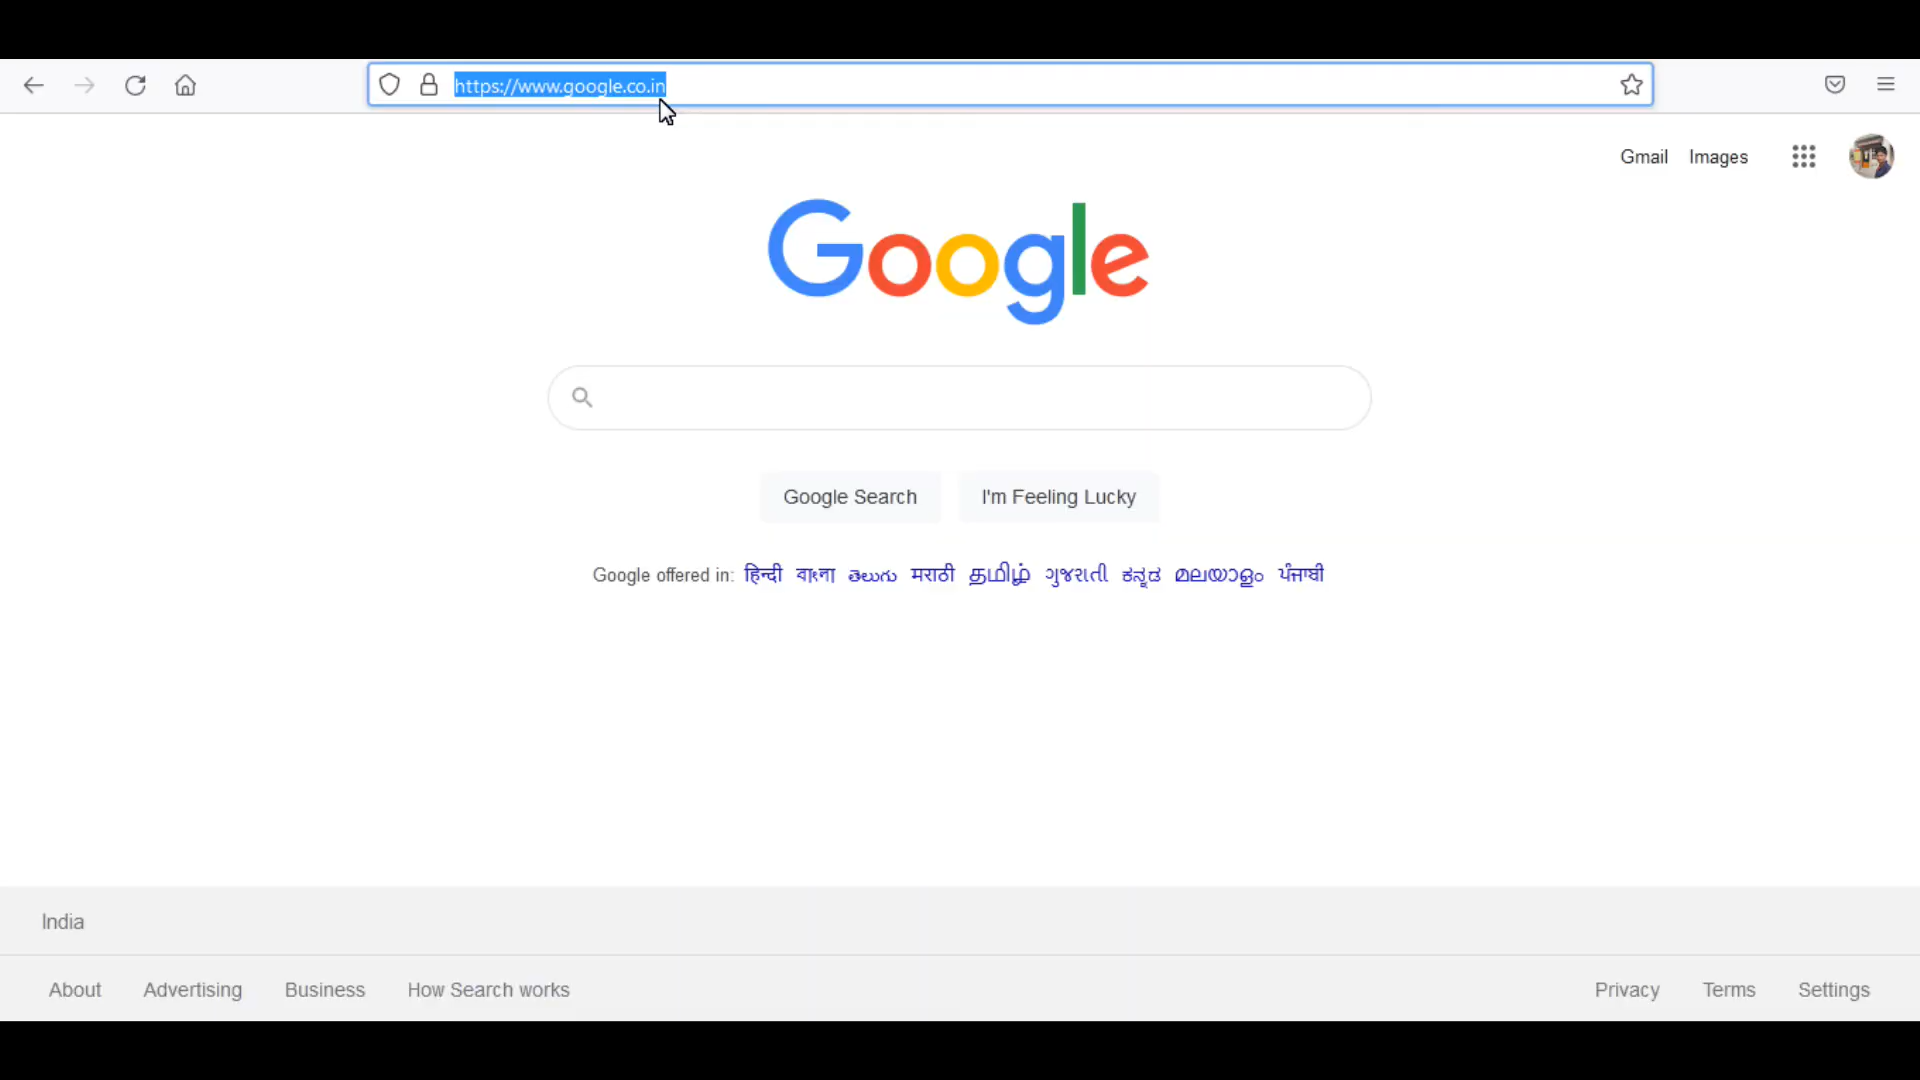 https://www.google.co.in
Gmail Images
Google
Google Search I'm Feeling Lucky
Google offered in: हिन्दी বাংলা తెలుగు मराठी தமிழ் ગુજરાતી ಕನ್ನಡ മലയാളം ਪੰਜਾਬੀ
India
About Advertising Business How Search works Privacy Terms Settings